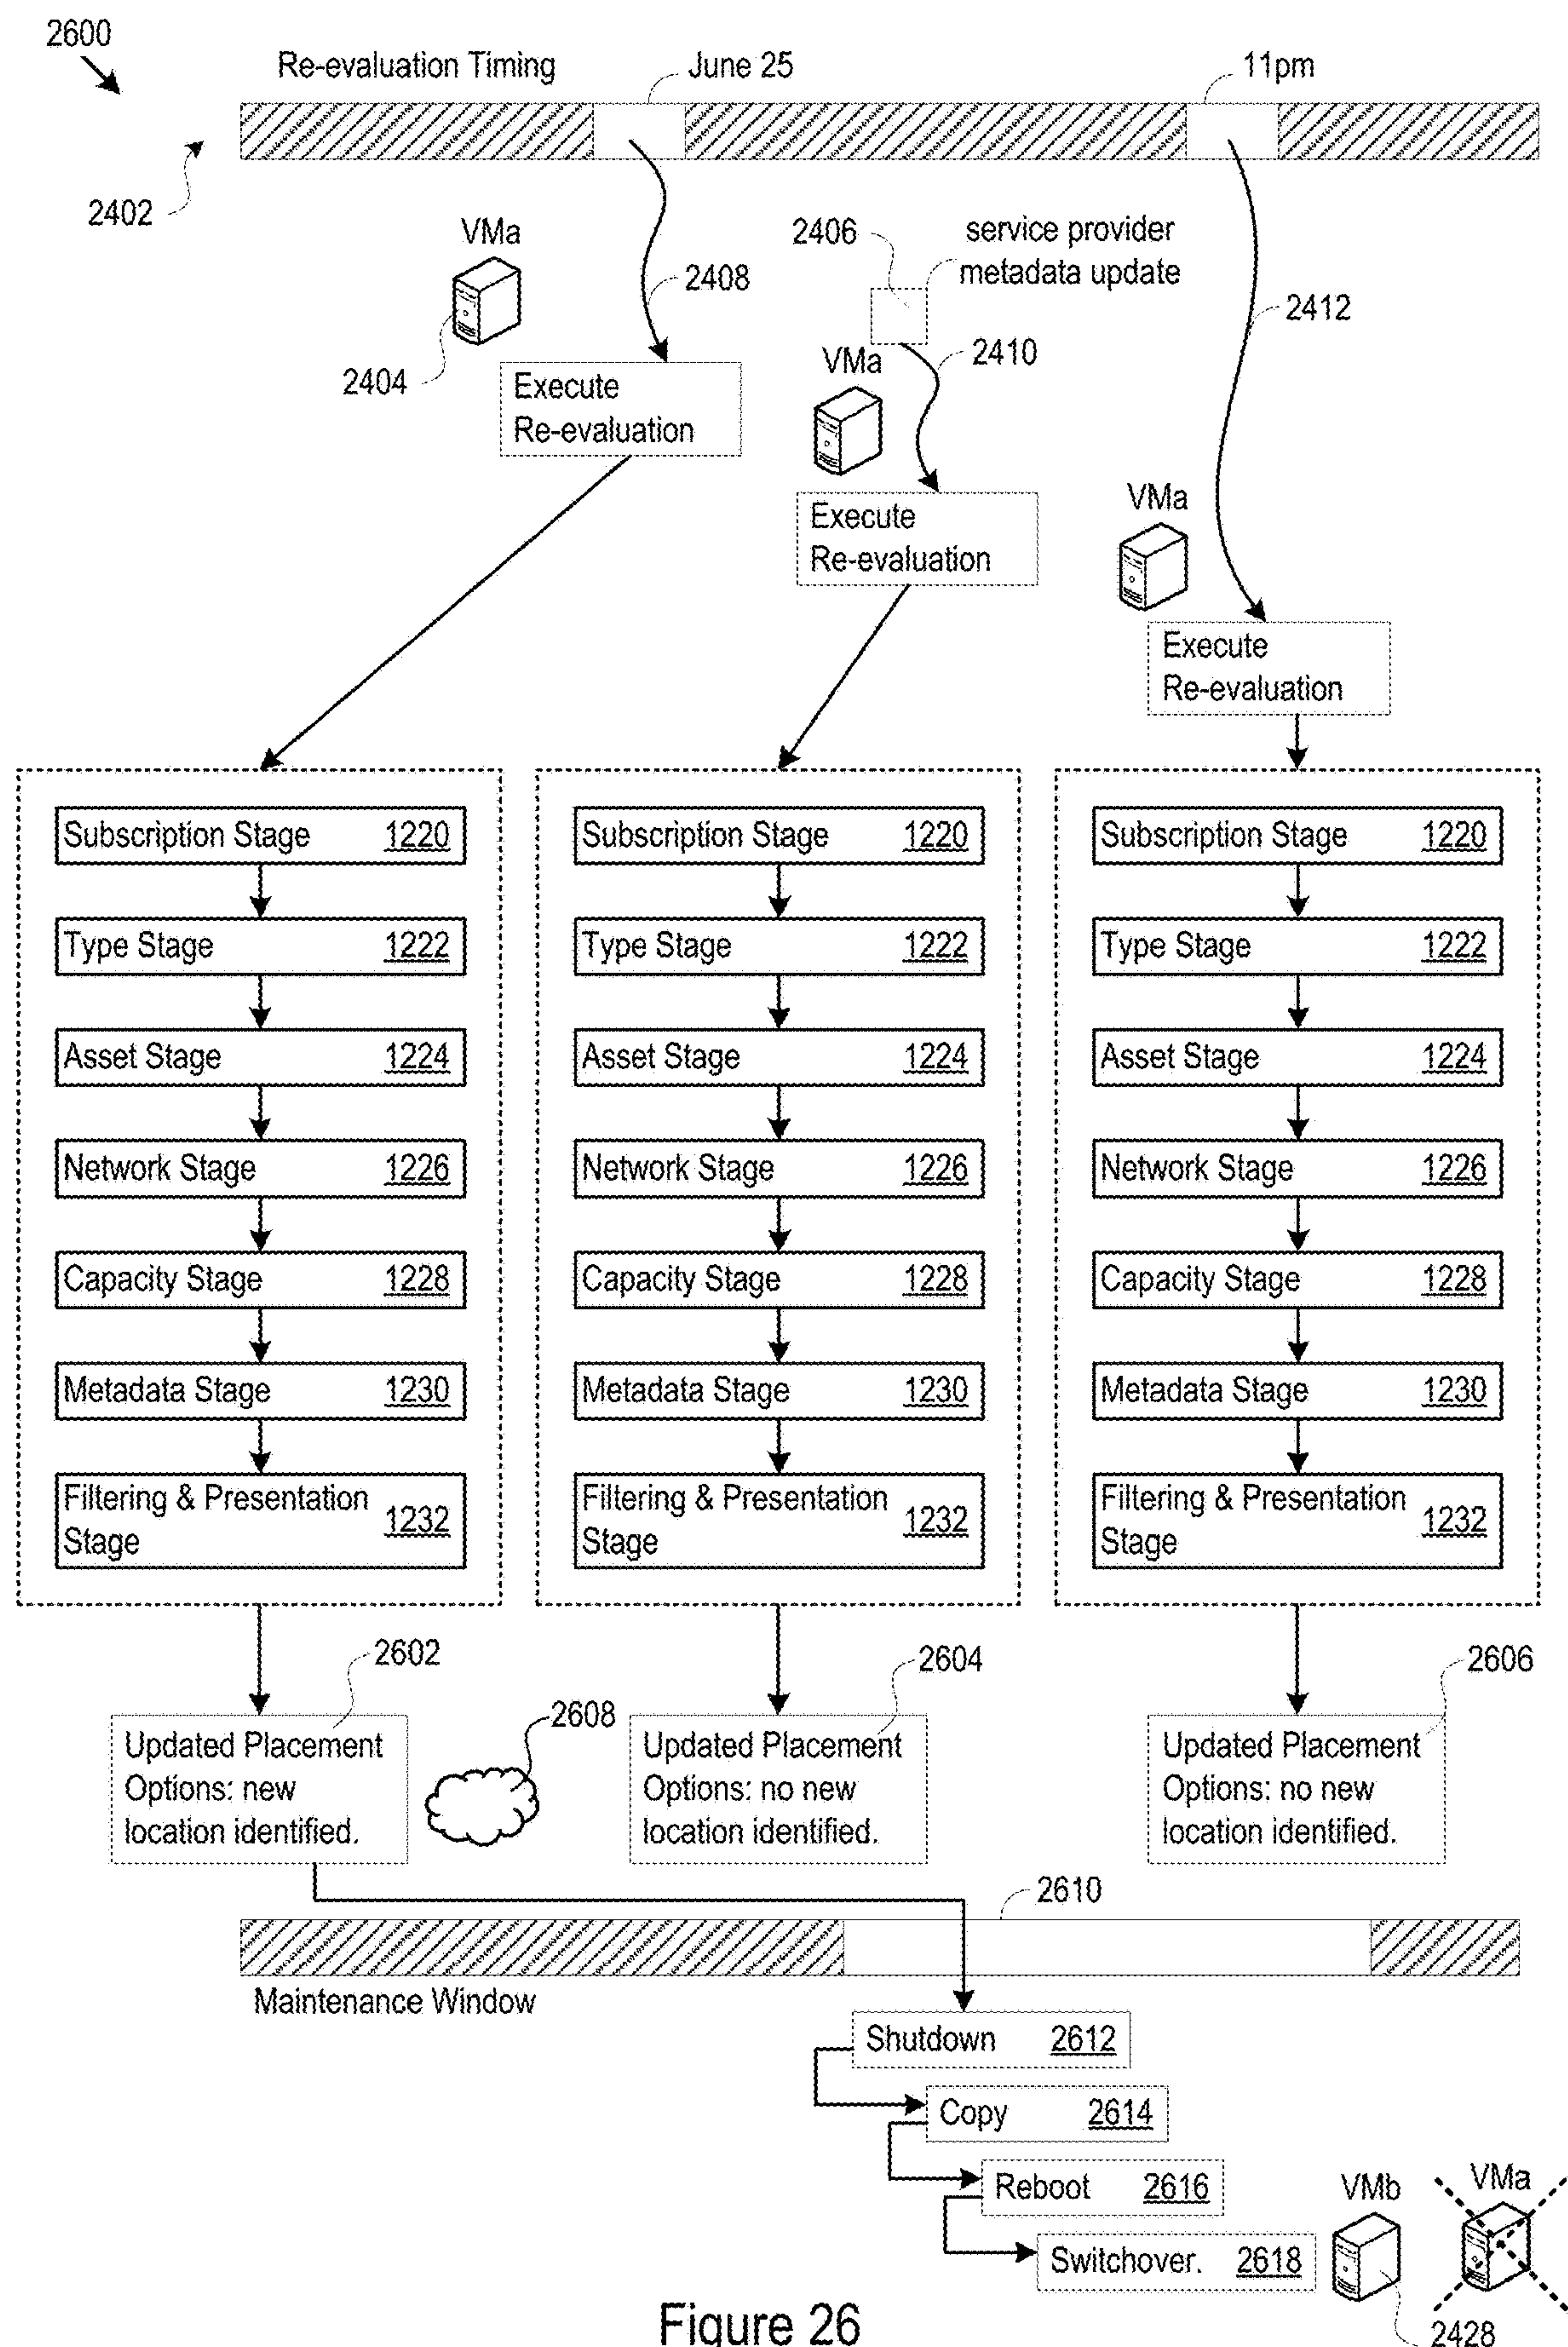 2600
Re-evaluation Timing
June 25
11pm
2402
VMa
2404
2408
2406
service provider
metadata update
2410
2412
Execute
Re-evaluation
VMa
Execute
Re-evaluation
VMa
Execute
Re-evaluation
Subscription Stage 1220
Type Stage 1222
Asset Stage 1224
Network Stage 1226
Capacity Stage 1228
Metadata Stage 1230
Filtering & Presentation
Stage 1232
Subscription Stage 1220
Type Stage 1222
Asset Stage 1224
Network Stage 1226
Capacity Stage 1228
Metadata Stage 1230
Filtering & Presentation
Stage 1232
Subscription Stage 1220
Type Stage 1222
Asset Stage 1224
Network Stage 1226
Capacity Stage 1228
Metadata Stage 1230
Filtering & Presentation
Stage 1232
2602
Updated Placement
Options: new
location identified.
2608
2604
Updated Placement
Options: no new
location identified.
2606
Updated Placement
Options: no new
location identified.
2610
Maintenance Window
Shutdown 2612
Copy 2614
Reboot 2616
Switchover. 2618
VMb
VMa
2428
Figure 26